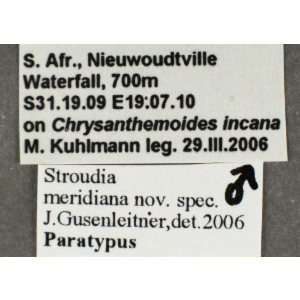 S. Afr., Nieuwoudtville
Waterfall, 700m
S31.19.09 E19:07.10
on Chrysanthemoides incana
M. Kuhlmann leg. 29.III.2006
♂
Stroudia
meridiana nov. spec.
J.Gusenleitner,det.2006
Paratypus